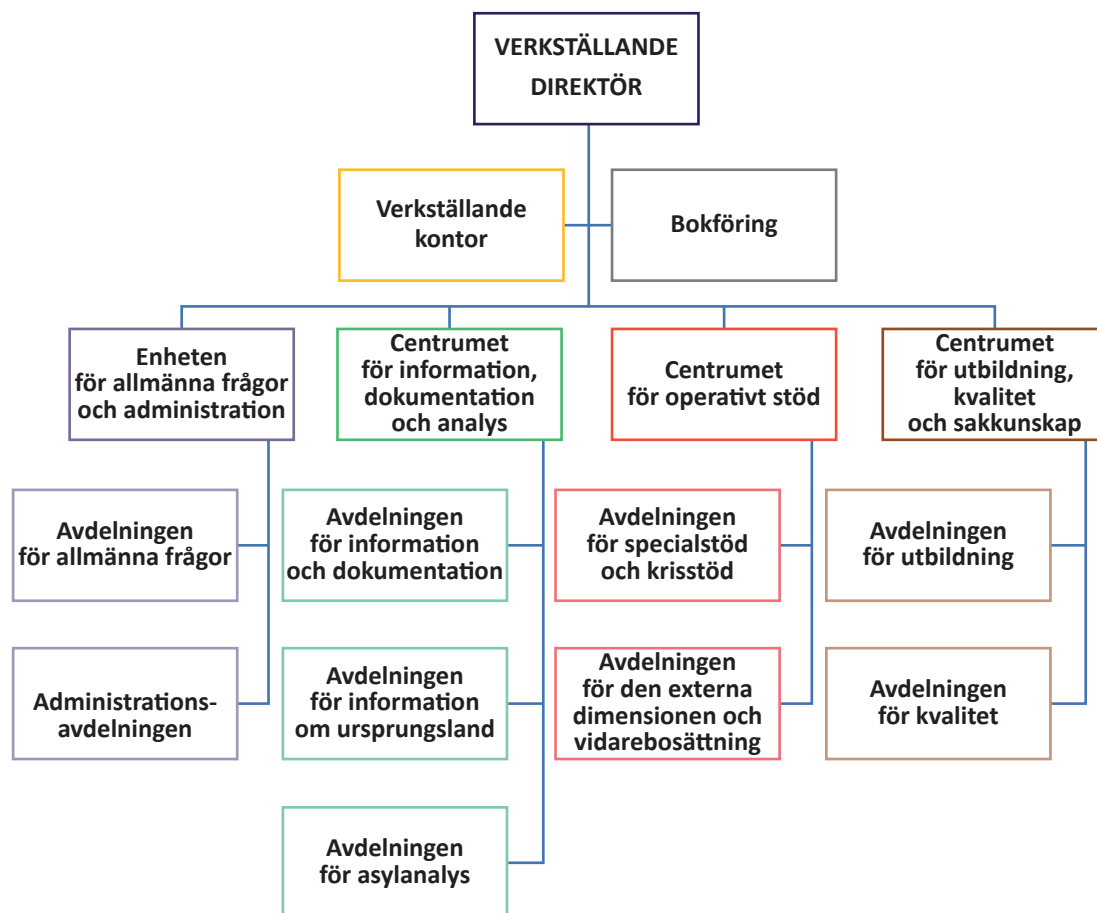 VERKSTÄLLANDE
DIREKTÖR
Verkställande
kontor
Bokföring
Enheten
för allmänna frågor
och administration
Centrumet
för information,
dokumentation
och analys
Centrumet
för operativt stöd
Centrumet
för utbildning,
kvalitet
och sakkunskap
Avdelningen
för allmänna frågor
Avdelningen
för information
och dokumentation
Avdelningen
för specialstöd
och krisstöd
Avdelningen
för utbildning
Administrations-
avdelningen
Avdelningen
för information
om ursprungsland
Avdelningen
för den externa
dimensionen och
vidarebosättning
Avdelningen
för kvalitet
Avdelningen
för asylanalys